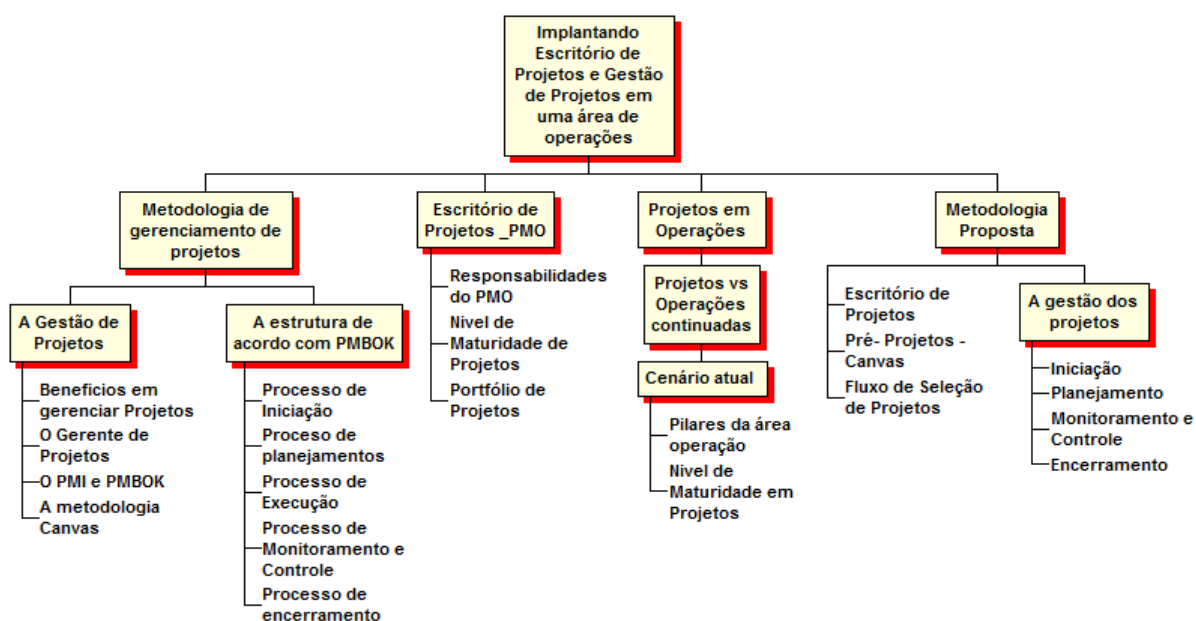 Implantando
Escritório de
Projetos e Gestão
de Projetos em
uma área de
operações
Metodologia de
gerenciamento de
projetos
A Gestão de
Projetos
Beneficios em
gerenciar Projetos
O Gerente de
Projetos
O PMI e PMBOK
A metodologia
Canvas
A estrutura de
acordo com PMBOK
Processo de
Iniciação
Proceso de
planejamentos
Processo de
Execução
Processo de
Monitoramento e
Controle
Processo de
encerramento
Escritório de
Projetos _PMO
Responsabilidades
do PMO
Nivel de
Maturidade de
Projetos
Portfólio de
Projetos
Projetos em
Operações
Projetos vs
Operações
continuadas
Cenário atual
Pilares da área
operação
Nivel de
Maturidade em
Projetos
Metodologia
Proposta
Escritório de
Projetos
Pré- Projetos -
Canvas
Fluxo de Seleção
de Projetos
A gestão dos
projetos
Iniciação
Planejamento
Monitoramento e
Controle
Encerramento